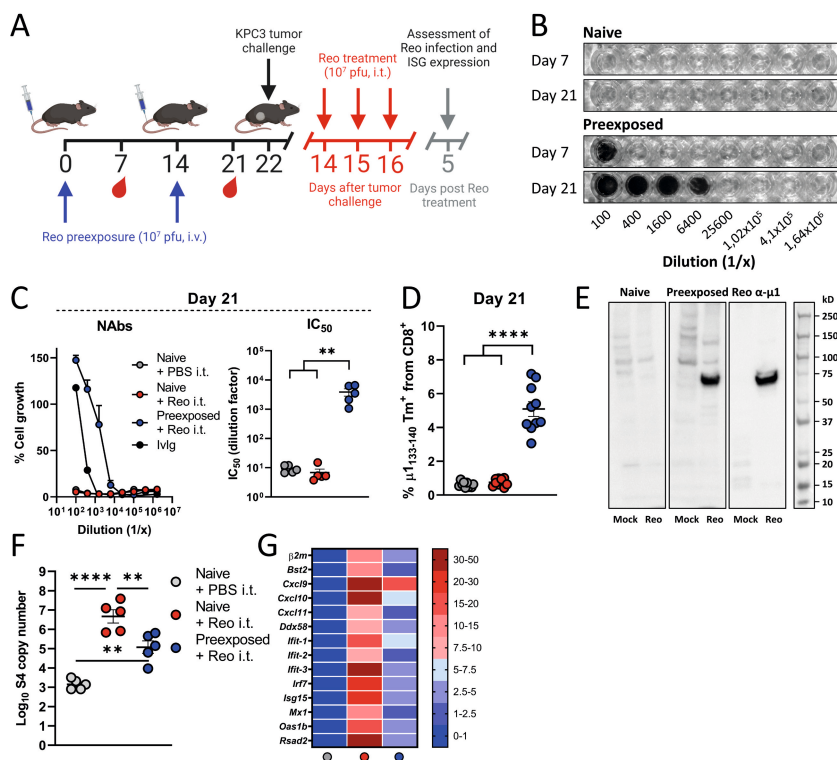 A
KPC3 tumor
challenge
Reo treatment
(10⁷ pfu, i.t.)
Assessment of
Reo infection and
ISG expression
0 7 14 21 22
14 15 16
5
Days after tumor
challenge
Days post Reo
treatment
Reo preexposure (10⁷ pfu, i.v.)
B
Naive
Day 7
Day 21
Preexposed
Day 7
Day 21
100 400 1600 6400 25600 1,02x10⁵ 4,1x10⁵ 1,64x10⁶
Dilution (1/x)
C
Day 21
NAbs
% Cell growth
150
100
50
0
10¹ 10³ 10⁵ 10⁷
Dilution (1/x)
Naive
+ PBS i.t.
Naive
+ Reo i.t.
Preexposed
+ Reo i.t.
IvIg
IC₅₀
IC₅₀ (dilution factor)
10⁵
10⁴
10³
10²
10¹
10⁰
**
D
Day 21
% μ1₁₃₃₋₁₄₀ Tm⁺ from CD8⁺
10
8
6
4
2
0
****
E
Naive Preexposed Reo α-μ1
kD
250
150
100
75
50
37
25
20
15
10
Mock Reo Mock Reo Mock Reo
F
Log₁₀ S4 copy number
9
8
7
6
5
4
3
2
1
0
**** **
**
Naive
+ PBS i.t.
Naive
+ Reo i.t.
Preexposed
+ Reo i.t.
G
β2m
Bst2
Cxcl9
Cxcl10
Cxcl11
Ddx58
Ifit-1
Ifit-2
Ifit-3
Irf7
Isg15
Mx1
Oas1b
Rsad2
30-50
20-30
15-20
10-15
7.5-10
5-7.5
2.5-5
1-2.5
0-1